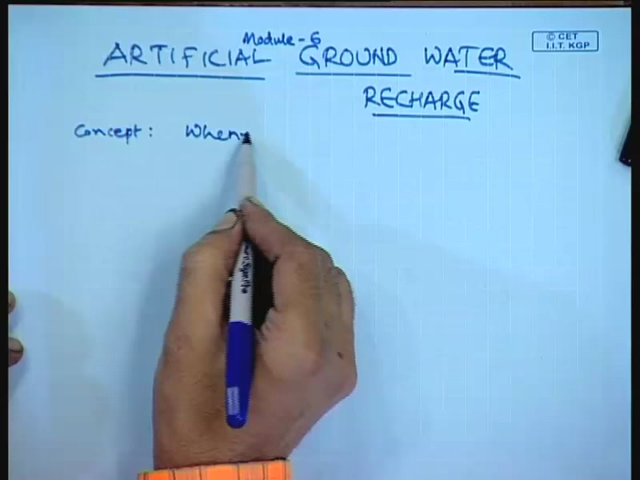 Module-6
ARTIFICIAL GROUND WATER
RECHARGE
Concept: When
© CET
I.I.T. KGP